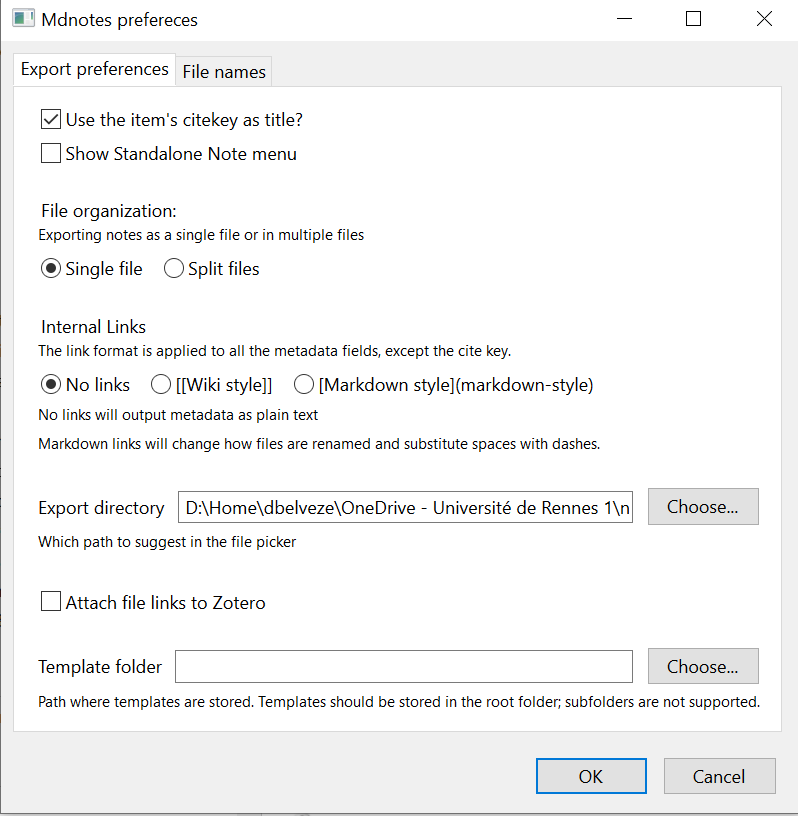 Mdnotes prefereces
Export preferences File names
Use the item's citekey as title?
Show Standalone Note menu
File organization:
Exporting notes as a single file or in multiple files
Single file Split files
Internal Links
The link format is applied to all the metadata fields, except the cite key.
No links [[Wiki style]] [Markdown style](markdown-style)
No links will output metadata as plain text
Markdown links will change how files are renamed and substitute spaces with dashes.
Export directory D:\Home\dbelveze\OneDrive - Université de Rennes 1\n Choose...
Which path to suggest in the file picker
Attach file links to Zotero
Template folder Choose...
Path where templates are stored. Templates should be stored in the root folder; subfolders are not supported.
OK Cancel